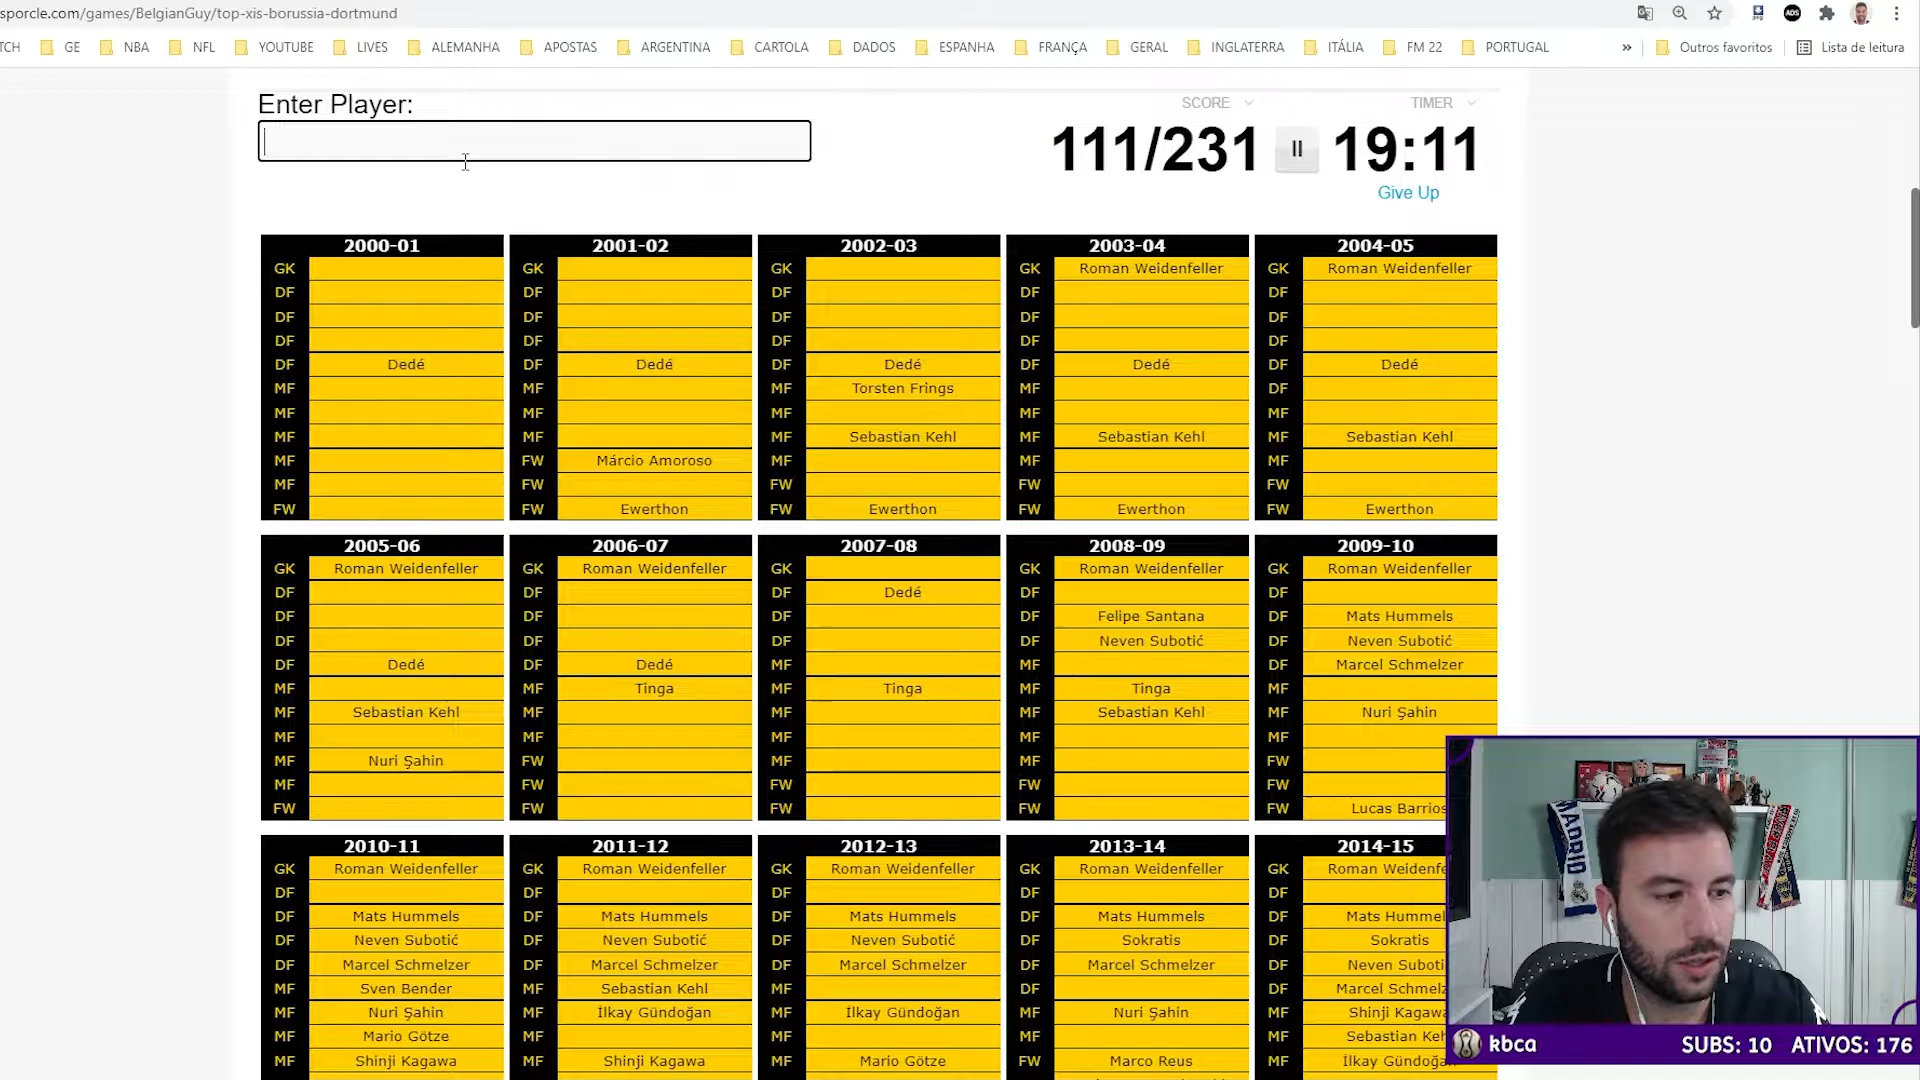 sporcle.com/games/BelgianGuy/top-xis-borussia-dortmund
TCH GE NBA NFL YOUTUBE LIVES ALEMANHA APOSTAS ARGENTINA CARTOLA DADOS ESPANHA FRANÇA GERAL INGLATERRA ITÁLIA FM 22 PORTUGAL » Outros favoritos Lista de leitura
Enter Player:
SCORE TIMER
111/231 19:11
Give Up
2000-01 2001-02 2002-03 2003-04 2004-05
GK GK GK GK Roman Weidenfeller GK Roman Weidenfeller
DF DF DF DF DF
DF DF DF DF DF
DF DF DF DF DF
DF Dedé DF Dedé DF Dedé DF Dedé DF Dedé
MF MF MF Torsten Frings MF DF
MF MF MF MF MF
MF MF MF Sebastian Kehl MF Sebastian Kehl MF Sebastian Kehl
MF FW Márcio Amoroso MF MF MF
MF FW FW FW FW
FW FW Ewerthon FW Ewerthon FW Ewerthon FW Ewerthon
2005-06 2006-07 2007-08 2008-09 2009-10
GK Roman Weidenfeller GK Roman Weidenfeller GK GK Roman Weidenfeller GK Roman Weidenfeller
DF DF DF Dedé DF DF
DF DF DF DF Felipe Santana DF Mats Hummels
DF DF DF DF Neven Subotić DF Neven Subotić
DF Dedé DF Dedé MF MF DF Marcel Schmelzer
MF MF Tinga MF Tinga MF Tinga MF
MF Sebastian Kehl MF MF MF Sebastian Kehl MF Nuri Şahin
MF MF MF MF MF
MF Nuri Şahin FW FW FW FW
MF FW FW FW FW
FW FW FW FW FW Lucas Barrios
2010-11 2011-12 2012-13 2013-14 2014-15
GK Roman Weidenfeller GK Roman Weidenfeller GK Roman Weidenfeller GK Roman Weidenfeller GK Roman Weidenfe
DF DF DF DF DF
DF Mats Hummels DF Mats Hummels DF Mats Hummels DF Mats Hummels DF Mats Hummel
DF Neven Subotić DF Neven Subotić DF Neven Subotić DF Sokratis DF Sokratis
DF Marcel Schmelzer DF Marcel Schmelzer DF Marcel Schmelzer DF Marcel Schmelzer DF Neven Suboti
MF Sven Bender MF Sebastian Kehl MF DF DF Marcel Schmelz
MF Nuri Şahin MF İlkay Gündoğan MF İlkay Gündoğan MF Nuri Şahin MF Shinji Kagawa
MF Mario Götze MF MF MF MF Sebastian Keh
MF Shinji Kagawa MF Shinji Kagawa MF Mario Götze FW Marco Reus MF İlkay Gündoğa
MADRID
kbca SUBS: 10 ATIVOS: 176